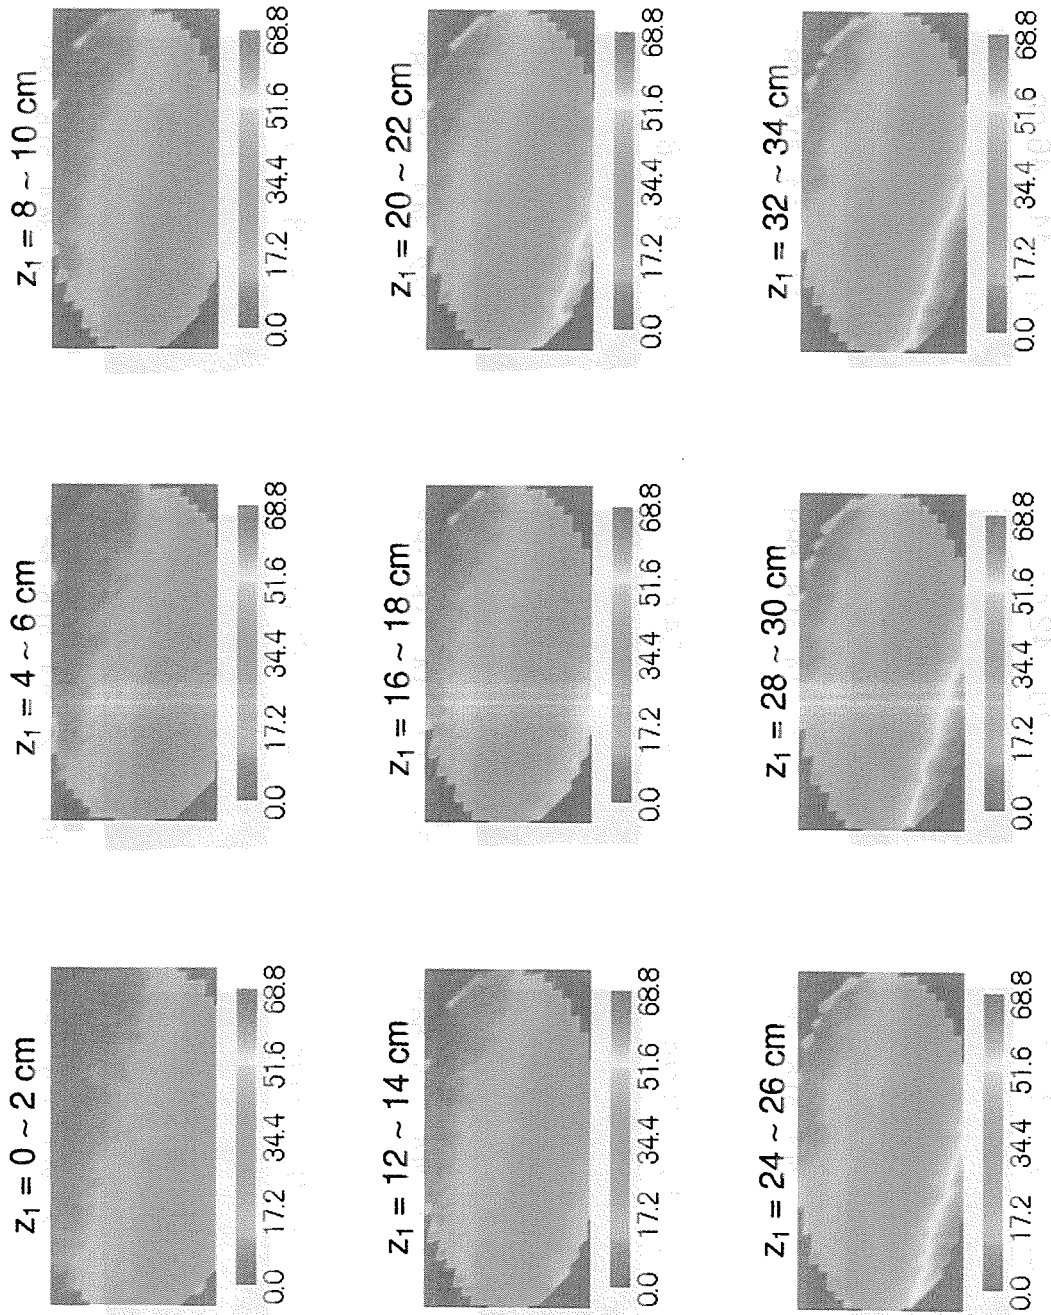 z₁ = 0 ~ 2 cm
0.0 17.2 34.4 51.6 68.8
z₁ = 4 ~ 6 cm
0.0 17.2 34.4 51.6 68.8
z₁ = 8 ~ 10 cm
0.0 17.2 34.4 51.6 68.8
z₁ = 12 ~ 14 cm
0.0 17.2 34.4 51.6 68.8
z₁ = 16 ~ 18 cm
0.0 17.2 34.4 51.6 68.8
z₁ = 20 ~ 22 cm
0.0 17.2 34.4 51.6 68.8
z₁ = 24 ~ 26 cm
0.0 17.2 34.4 51.6 68.8
z₁ = 28 ~ 30 cm
0.0 17.2 34.4 51.6 68.8
z₁ = 32 ~ 34 cm
0.0 17.2 34.4 51.6 68.8